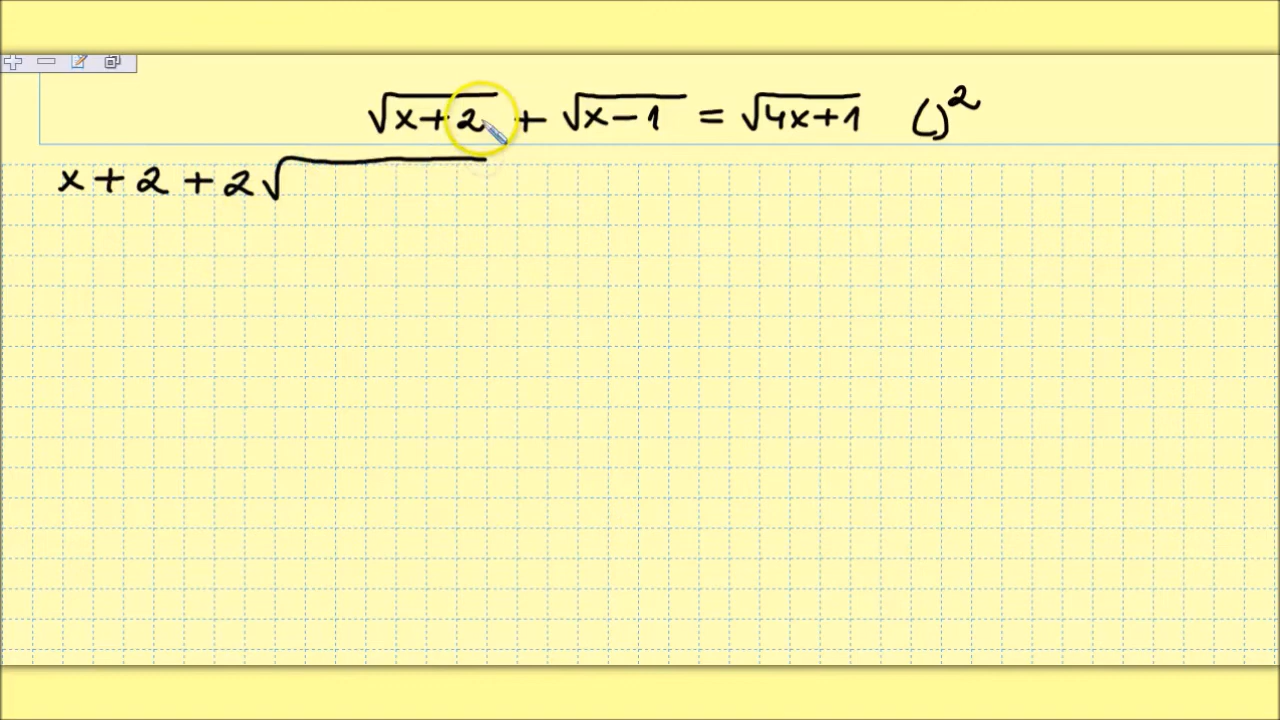 √(x+2) + √(x-1) = √(4x+1) ( )²
x + 2 + 2√